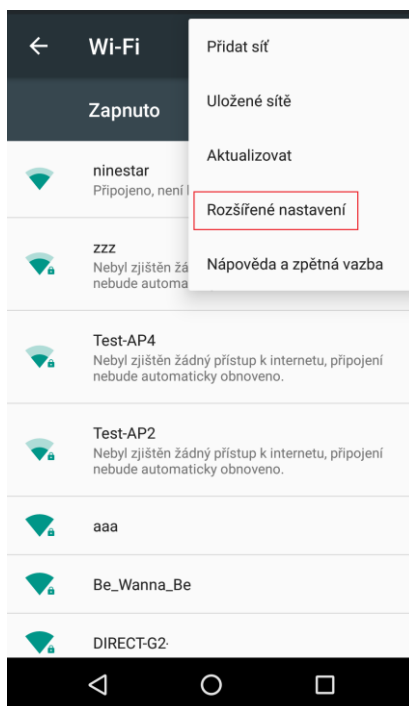 Wi-Fi
Přidat síť
Zapnuto
Uložené sítě
Aktualizovat
Rozšířené nastavení
Nápověda a zpětná vazba
ninestar
Připojeno, není
zzz
Nebyl zjištěn žá
nebude automa
Test-AP4
Nebyl zjištěn žádný přístup k internetu, připojení
nebude automaticky obnoveno.
Test-AP2
Nebyl zjištěn žádný přístup k internetu, připojení
nebude automaticky obnoveno.
aaa
Be_Wanna_Be
DIRECT-G2-